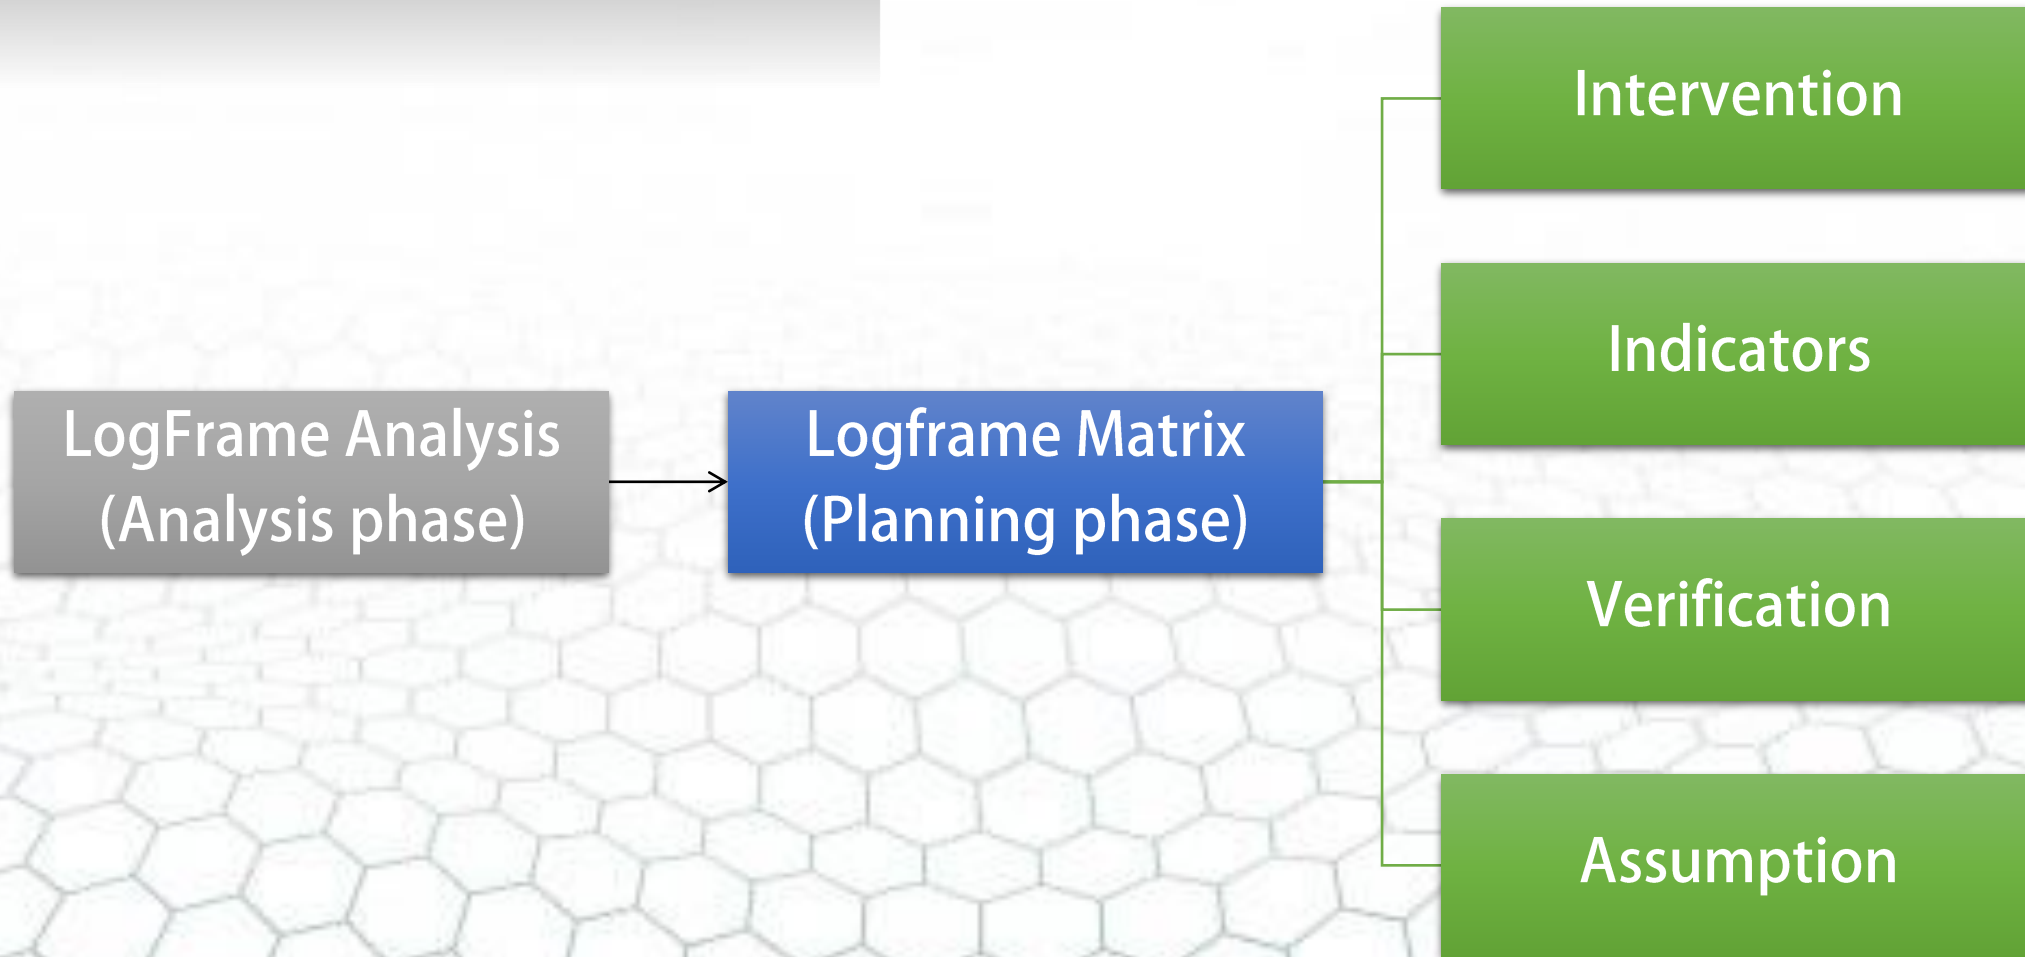 LogFrame Analysis
(Analysis phase)
Logframe Matrix
(Planning phase)
Intervention
Indicators
Verification
Assumption